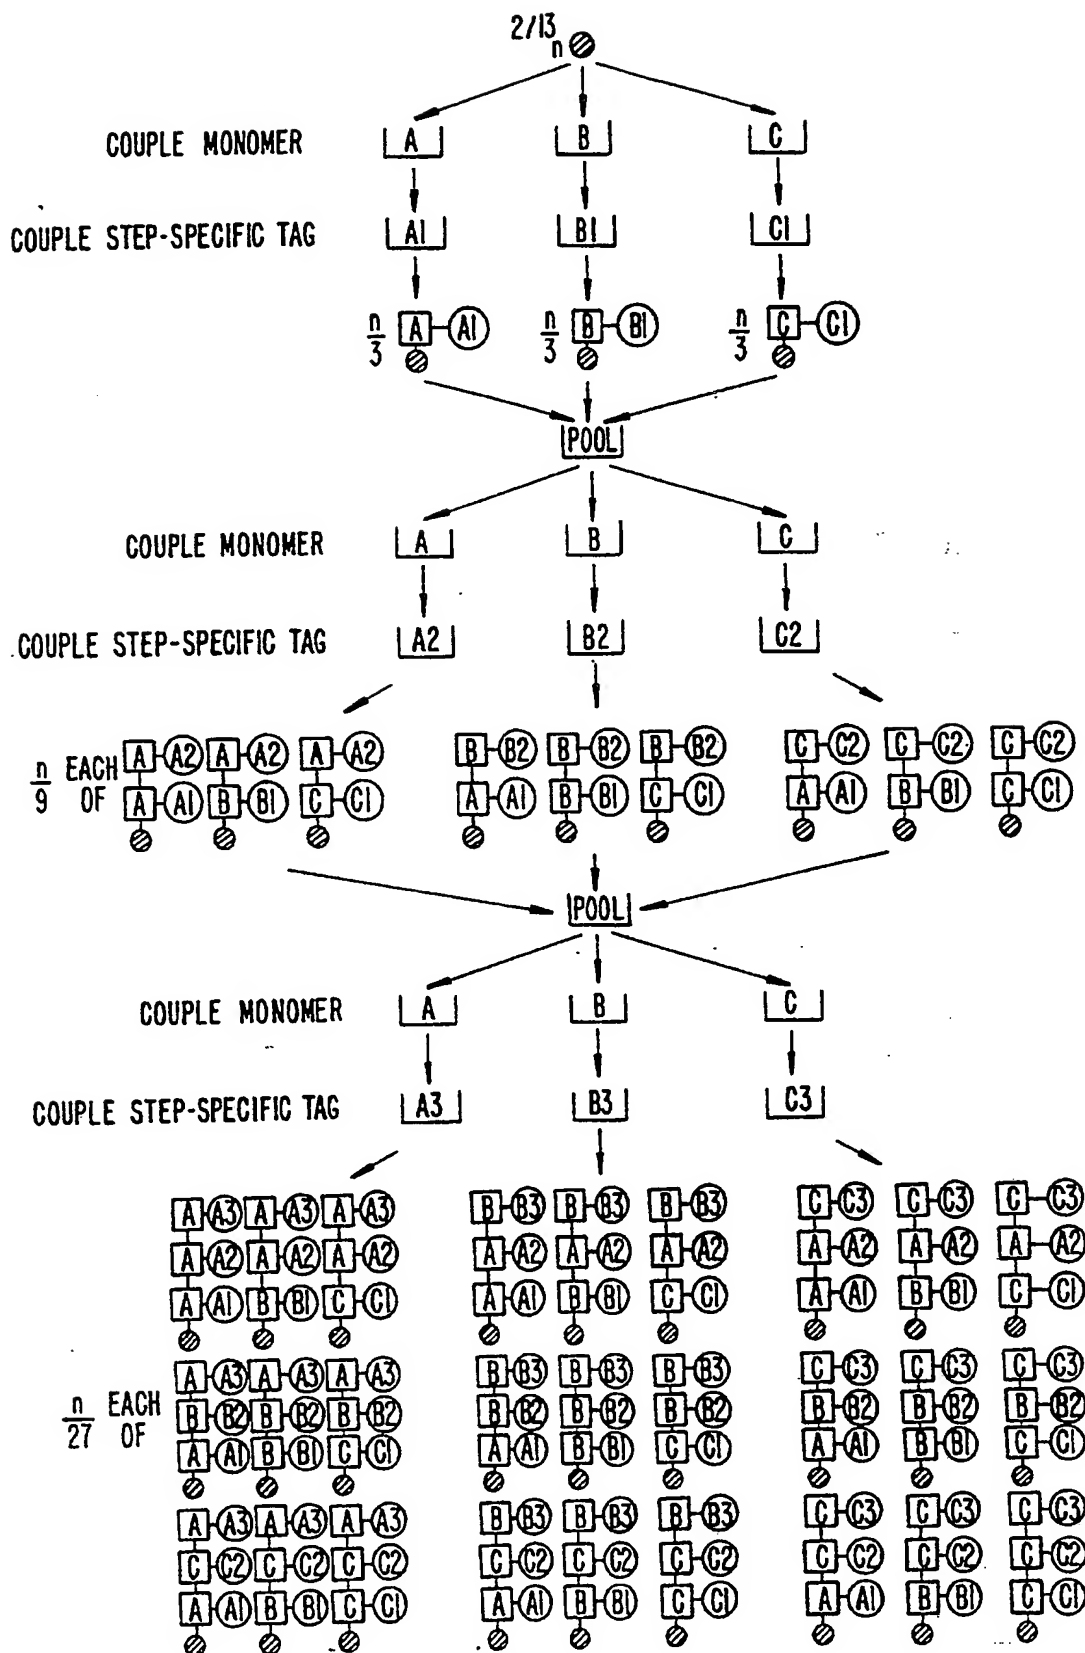 2/13
n
COUPLE MONOMER A B C
COUPLE STEP-SPECIFIC TAG A1 B1 C1
n/3 A A1 n/3 B B1 n/3 C C1
POOL
COUPLE MONOMER A B C
COUPLE STEP-SPECIFIC TAG A2 B2 C2
A A2 A A2 A A2 B B2 B B2 B B2 C C2 C C2 C C2
n/9 EACH OF
A A1 B B1 C C1 A A1 B B1 C C1 A A1 B B1 C C1
POOL
COUPLE MONOMER A B C
COUPLE STEP-SPECIFIC TAG A3 B3 C3
A A3 A A3 A A3 B B3 B B3 B B3 C C3 C C3 C C3
A A2 A A2 A A2 A A2 A A2 A A2 A A2 A A2 A A2
A A1 B B1 C C1 A A1 B B1 C C1 A A1 B B1 C C1
A A3 A A3 A A3 B B3 B B3 B B3 C C3 C C3 C C3
n/27 EACH OF
B B2 B B2 B B2 B B2 B B2 B B2 B B2 B B2 B B2
A A1 B B1 C C1 A A1 B B1 C C1 A A1 B B1 C C1
A A3 A A3 A A3 B B3 B B3 B B3 C C3 C C3 C C3
C C2 C C2 C C2 C C2 C C2 C C2 C C2 C C2 C C2
A A1 B B1 C C1 A A1 B B1 C C1 A A1 B B1 C C1